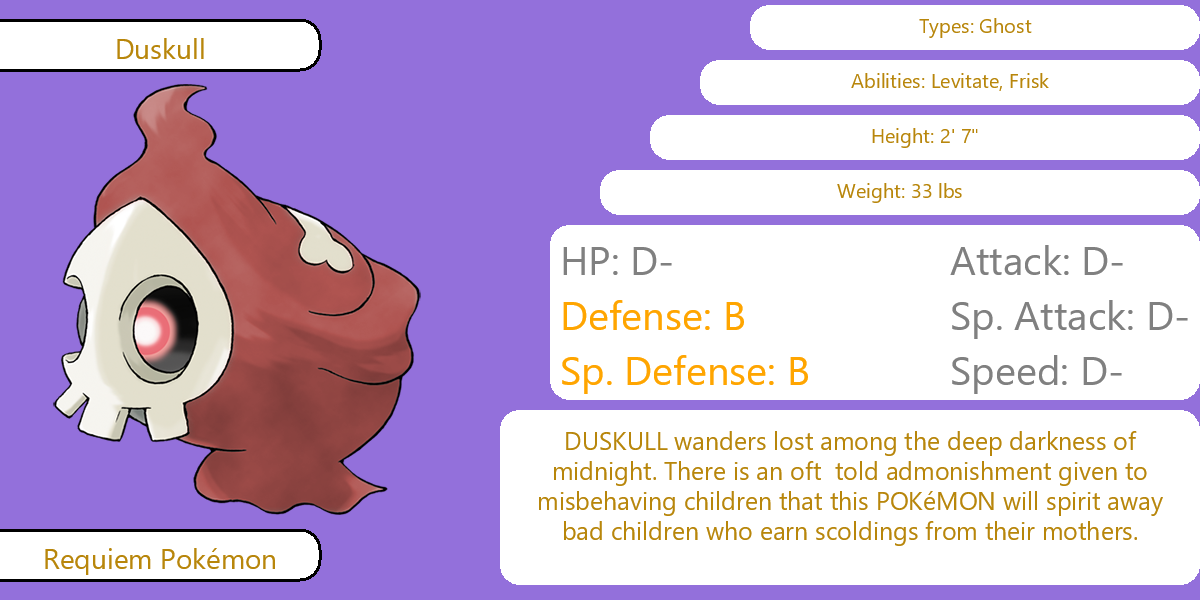 Duskull
Types: Ghost
Abilities: Levitate, Frisk
Height: 2' 7"
Weight: 33 lbs
HP: D-
Attack: D-
Defense: B
Sp. Attack: D-
Sp. Defense: B
Speed: D-
DUSKULL wanders lost among the deep darkness of
midnight. There is an oft  told admonishment given to
misbehaving children that this POKéMON will spirit away
bad children who earn scoldings from their mothers.
Requiem Pokémon